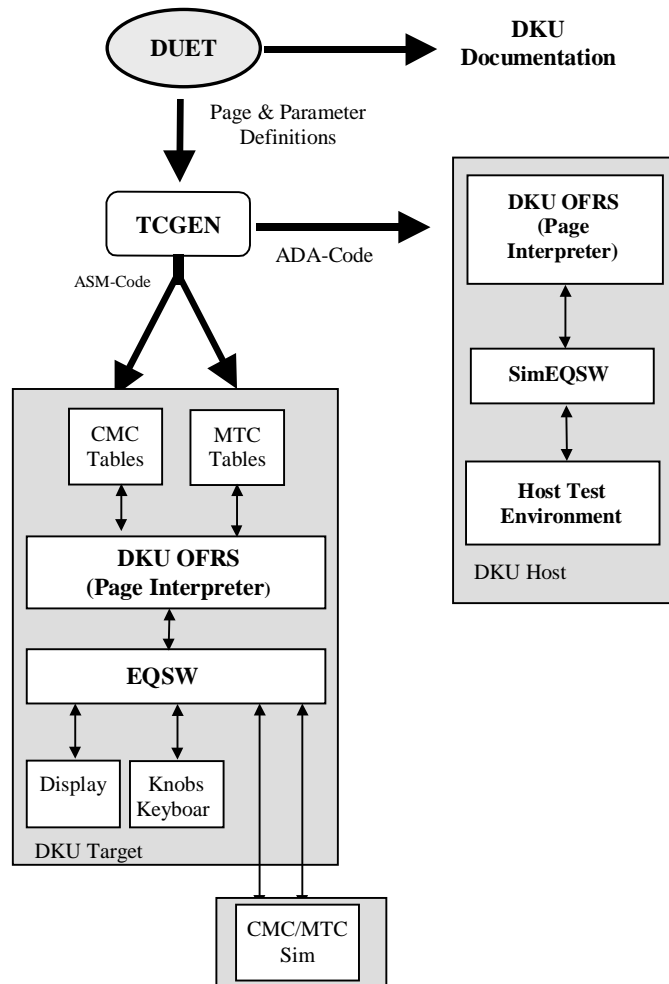 DUET
DKU
Documentation
Page & Parameter
Definitions
TCGEN
ADA-Code
ASM-Code
DKU OFRS
(Page
Interpreter)
SimEQSW
Host Test
Environment
DKU Host
CMC
Tables
MTC
Tables
DKU OFRS
(Page Interpreter)
EQSW
Display
Knobs
Keyboar
DKU Target
CMC/MTC
Sim